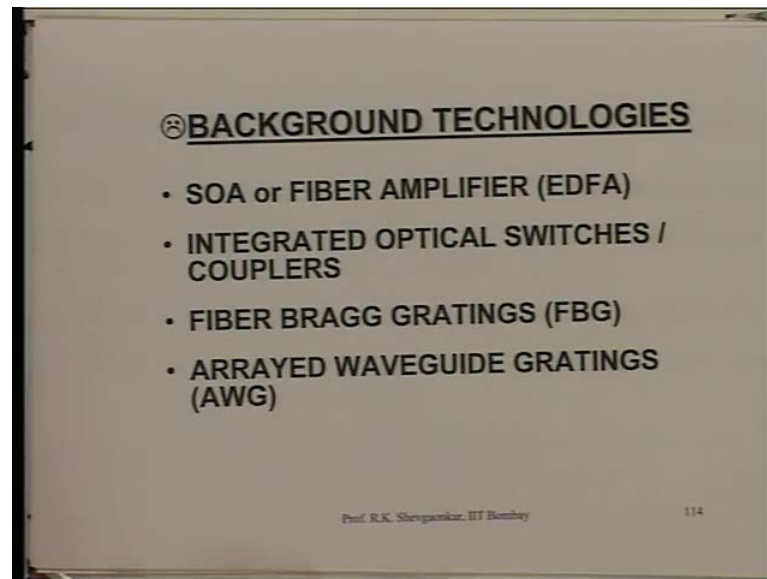 ☹BACKGROUND TECHNOLOGIES
• SOA or FIBER AMPLIFIER (EDFA)
• INTEGRATED OPTICAL SWITCHES /
COUPLERS
• FIBER BRAGG GRATINGS (FBG)
• ARRAYED WAVEGUIDE GRATINGS
(AWG)
Prof. R.K. Shevgaonkar, IIT Bombay
114